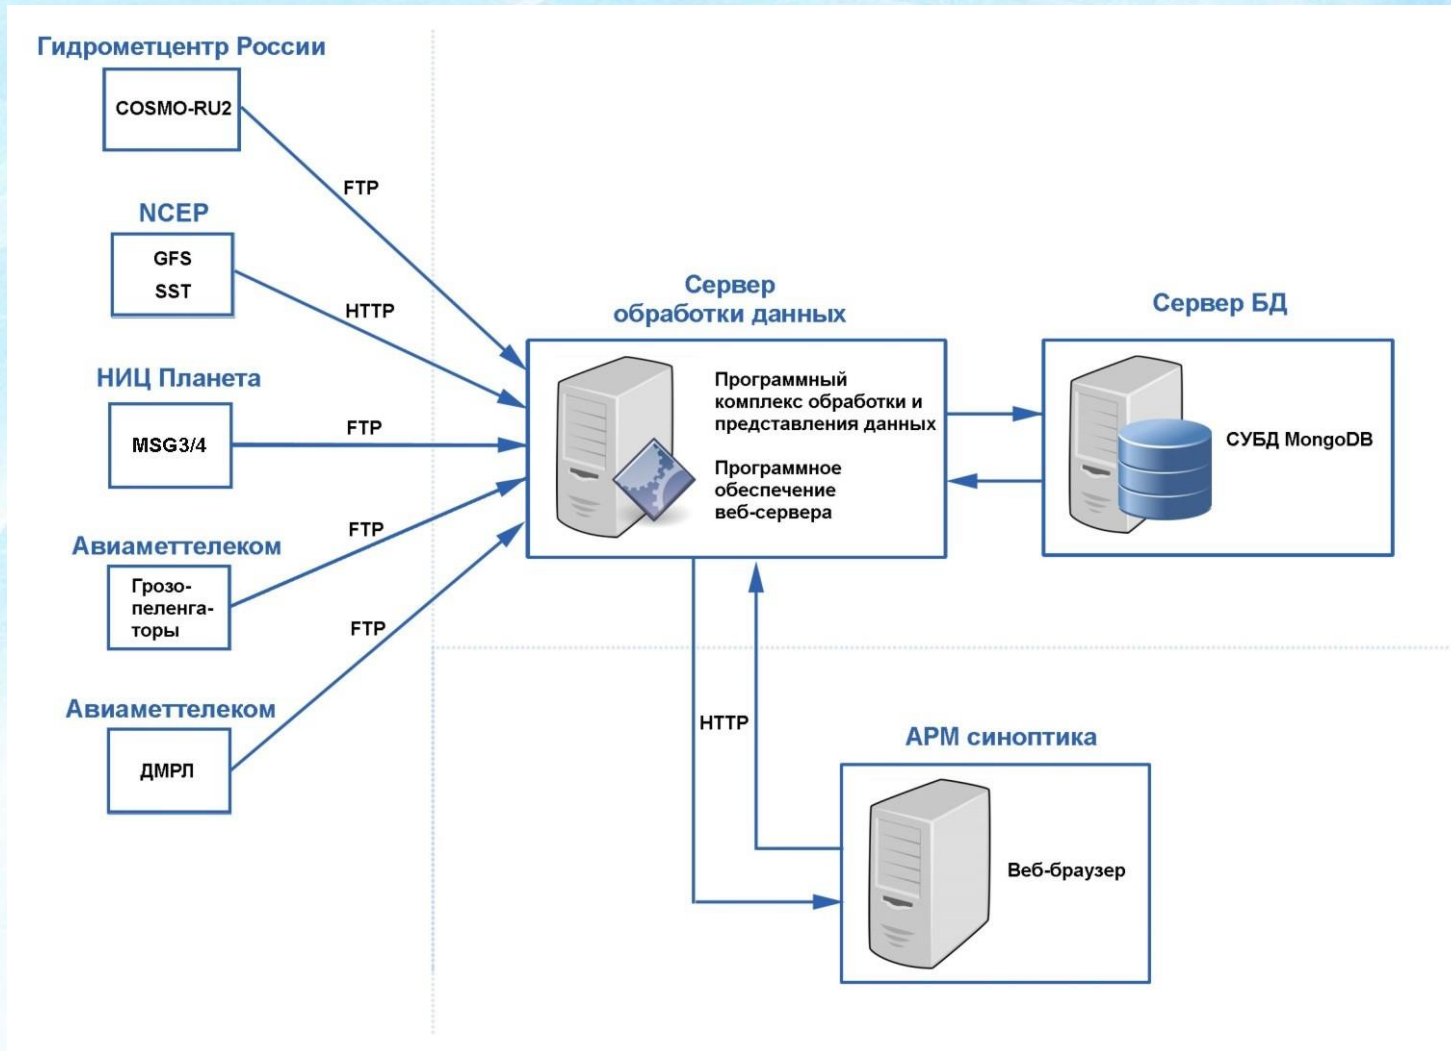 Гидрометцентр России
COSMO-RU2
FTP
NCEP
GFS
SST
HTTP
НИЦ Планета
MSG3/4
FTP
Авиаметтелеком
Грозо-
пеленга-
торы
FTP
Авиаметтелеком
ДМРЛ
FTP
Сервер
обработки данных
Программный
комплекс обработки и
представления данных
Программное
обеспечение
веб-сервера
Сервер БД
СУБД MongoDB
HTTP
АРМ синоптика
Веб-браузер